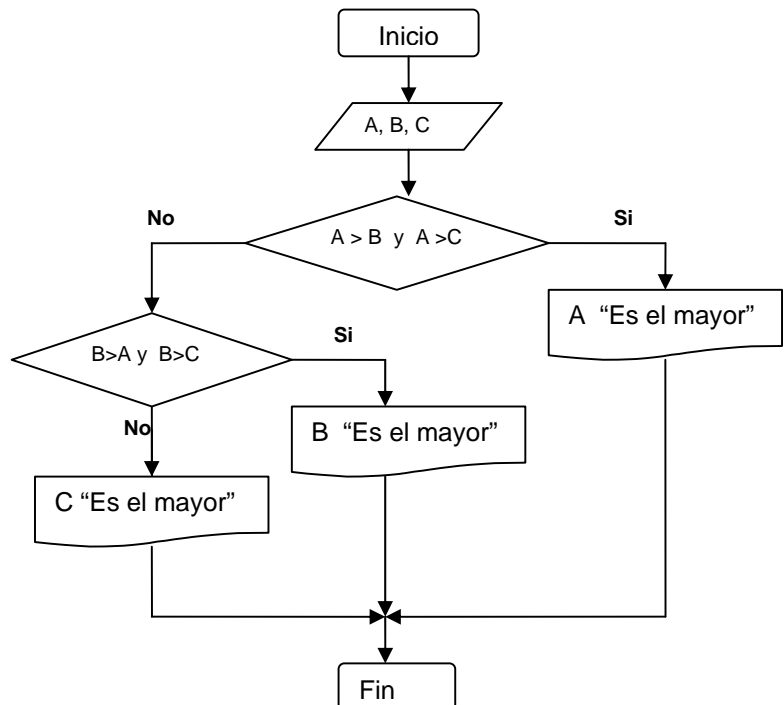 Inicio
A, B, C
No
Si
A > B y A >C
A “Es el mayor”
B>A y B>C
Si
No
B “Es el mayor”
C “Es el mayor”
Fin